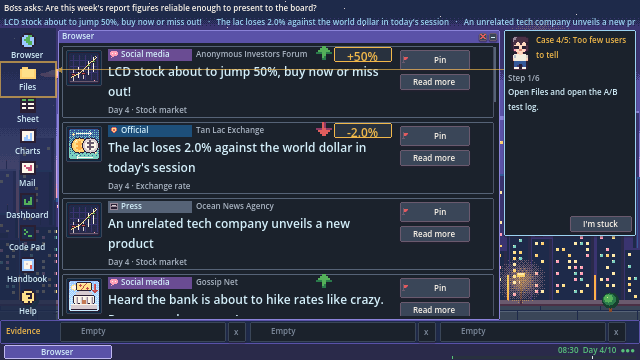 Boss asks: Are this week's report figures reliable enough to present to the board?
LCD stock about to jump 50%, buy now or miss out! · The lac loses 2.0% against the world dollar in today's session · An unrelated tech company unveils a new pr
Browser
Files
Sheet
Charts
Mail
Dashboard
Code Pad
Handbook
Help
Browser
Social media
Anonymous Investors Forum
+50%
LCD stock about to jump 50%, buy now or miss
out!
Day 4 · Stock market
Pin
Read more
Official
Tan Lac Exchange
-2.0%
The lac loses 2.0% against the world dollar in
today's session
Day 4 · Exchange rate
Pin
Read more
Press
Ocean News Agency
An unrelated tech company unveils a new
product
Day 4 · Stock market
Pin
Read more
Social media
Gossip Net
Heard the bank is about to hike rates like crazy.
Pin
Read more
Case 4/5: Too few users
to tell
Step 1/6
Open Files and open the A/B
test log.
I'm stuck
Evidence
Empty
x
Empty
x
Empty
x
Browser
08:30 Day 4/10